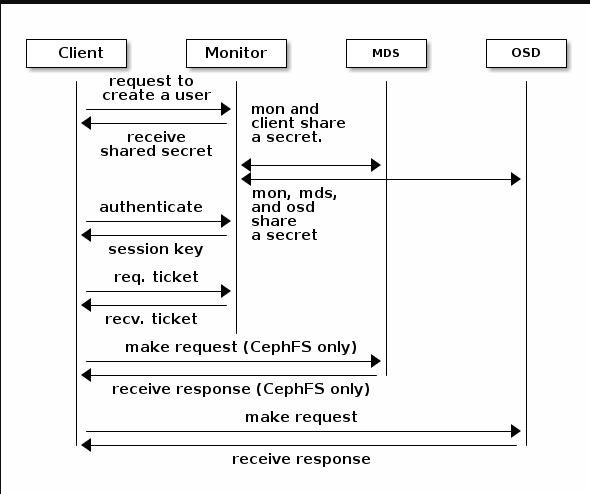 Client
Monitor
MDS
OSD
request to
create a user
mon and
client share
a secret.
receive
shared secret
mon, mds,
and osd
share
a secret
authenticate
session key
req. ticket
recv. ticket
make request (CephFS only)
receive response (CephFS only)
make request
receive response